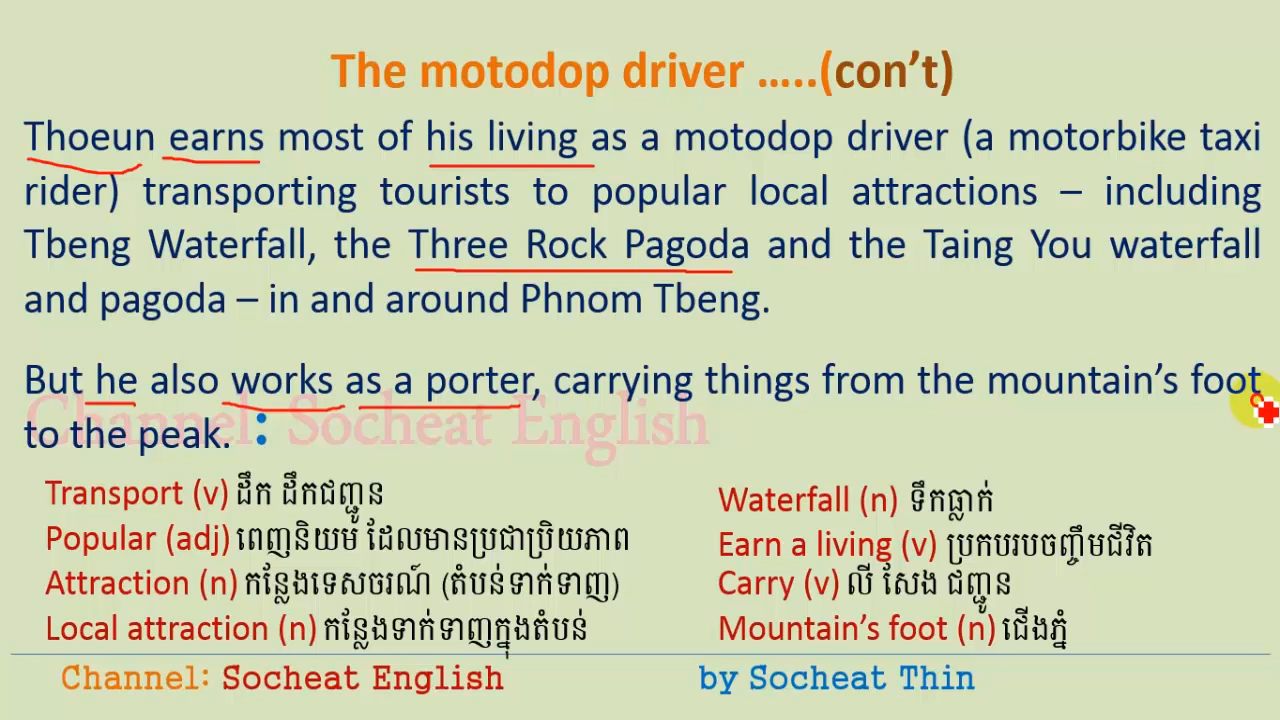 The motodop driver …..(con’t)
Thoeun earns most of his living as a motodop driver (a motorbike taxi
rider) transporting tourists to popular local attractions – including
Tbeng Waterfall, the Three Rock Pagoda and the Taing You waterfall
and pagoda – in and around Phnom Tbeng.
But he also works as a porter, carrying things from the mountain’s foot
to the peak.
Channel: Socheat English
Transport (v) ដឹក ដឹកជញ្ជូន
Popular (adj) ពេញនិយម ដែលមានប្រជាប្រិយភាព
Attraction (n) កន្លែងទេសចរណ៍ (តំបន់ទាក់ទាញ)
Local attraction (n) កន្លែងទាក់ទាញក្នុងតំបន់
Waterfall (n) ទឹកធ្លាក់
Earn a living (v) ប្រកបរបចញ្ចឹមជីវិត
Carry (v) លី សែង ជញ្ជូន
Mountain’s foot (n) ជើងភ្នំ
Channel: Socheat English
by Socheat Thin